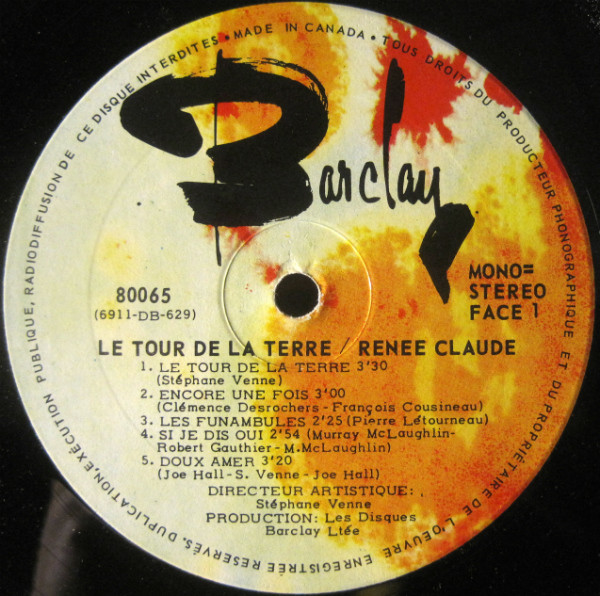 Barclay
80065
(6911-DB-629)
MONO=
STEREO
FACE 1
LE TOUR DE LA TERRE / RENEE CLAUDE
1. LE TOUR DE LA TERRE 3'30
(Stéphane Venne)
2. ENCORE UNE FOIS 3'00
(Clémence Desrochers - François Cousineau)
3. LES FUNAMBULES 2'25 (Pierre Létourneau)
4. SI JE DIS OUI 2'54 (Murray McLaughlin-
Robert Gauthier - M.McLaughlin)
5. DOUX AMER 3'20
(Joe Hall-S. Venne - Joe Hall)
DIRECTEUR ARTISTIQUE:
Stéphane Venne
PRODUCTION: Les Disques
Barclay Ltée
• MADE IN CANADA • TOUS DROITS DU PRODUCTEUR PHONOGRAPHIQUE ET DU PROPRIÉTAIRE DE L'OEUVRE ENREGISTRÉE RESERVÉS. DUPLICATION, EXÉCUTION PUBLIQUE, RADIODIFFUSION DE CE DISQUE INTERDITES